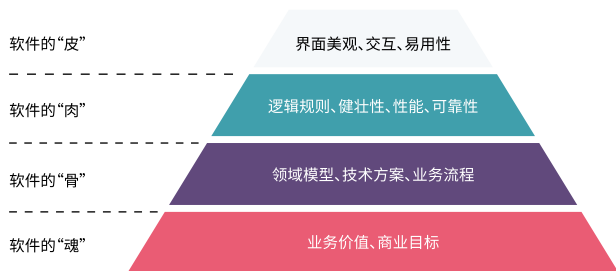 软件的“皮”
界面美观、交互、易用性
软件的“肉”
逻辑规则、健壮性、性能、可靠性
软件的“骨”
领域模型、技术方案、业务流程
软件的“魂”
业务价值、商业目标